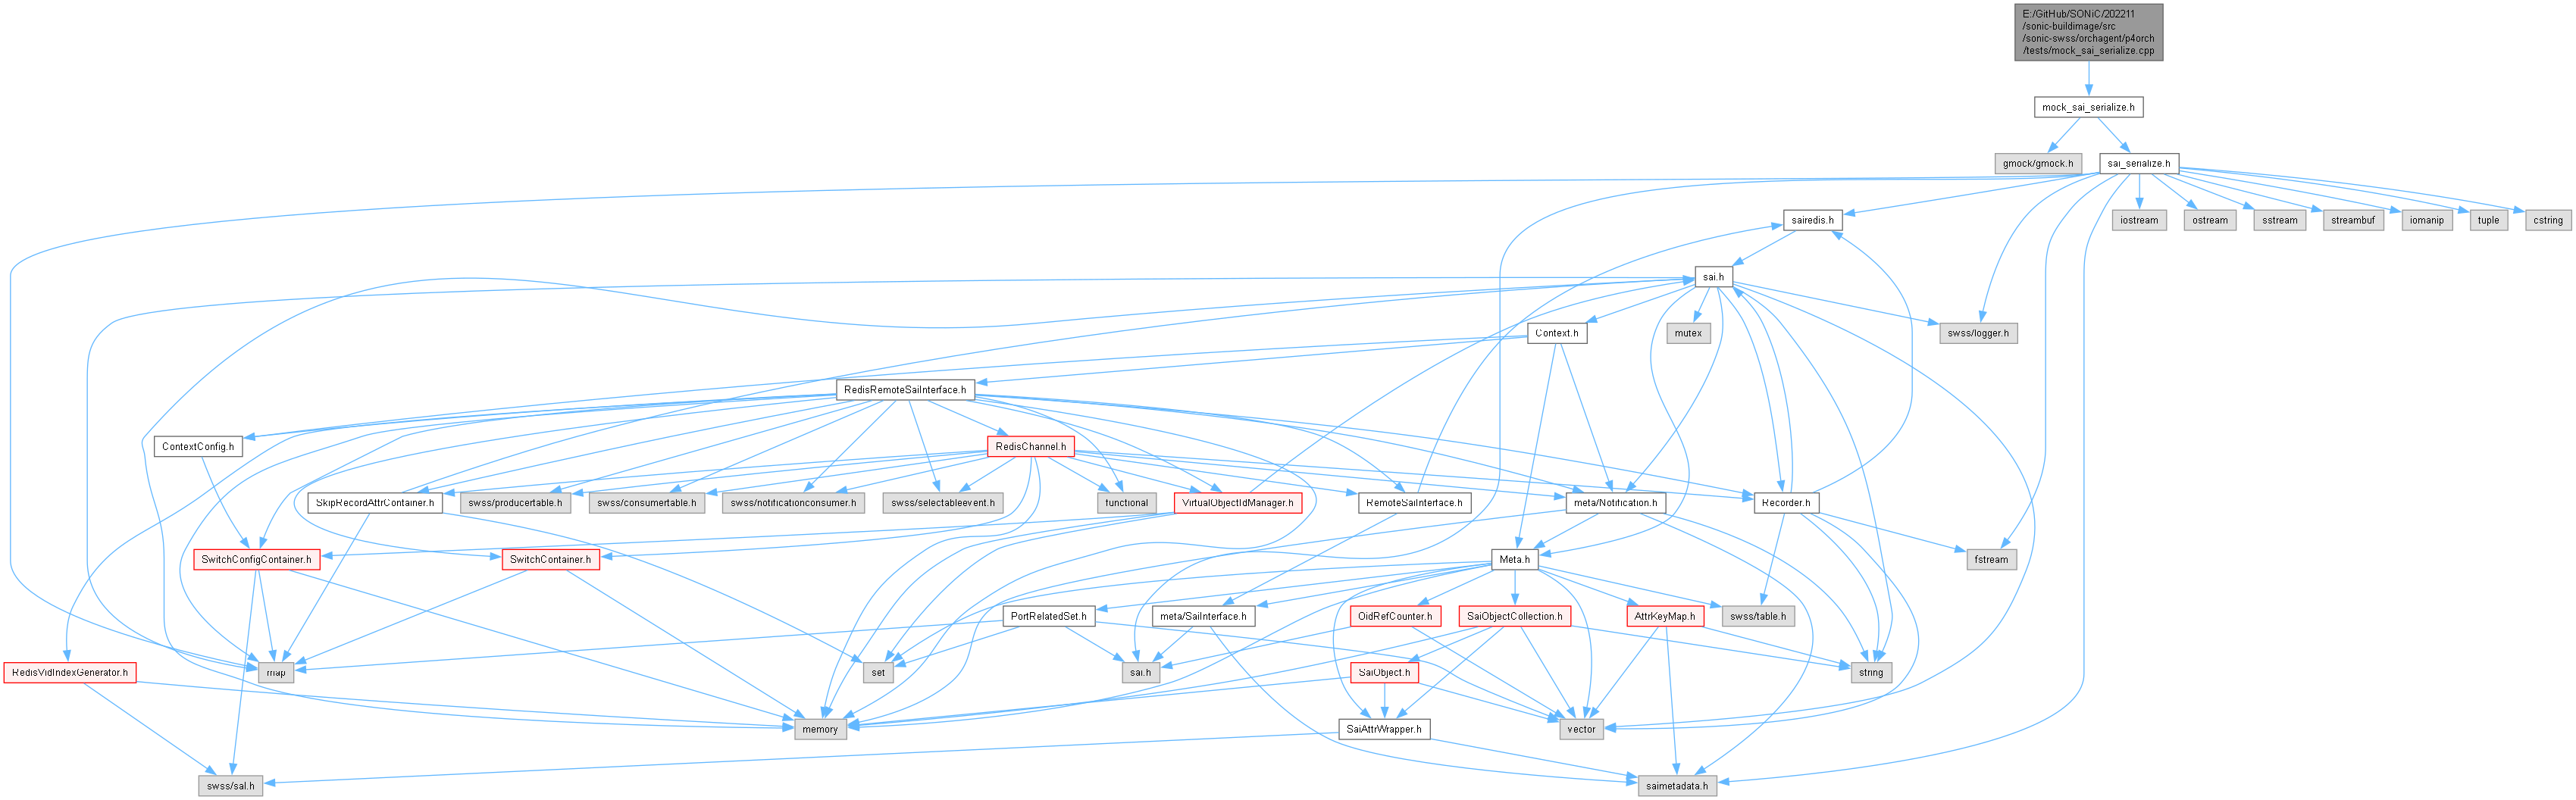 E:/GitHub/SONiC/202211
/sonic-buildimage/src
/sonic-swss/orchagent/p4orch
/tests/mock_sai_serialize.cpp
mock_sai_serialize.h
gmock/gmock.h
sai_serialize.h
sairedis.h
iostream
ostream
sstream
streambuf
iomanip
tuple
cstring
sai.h
Context.h
mutex
swss/logger.h
RedisRemoteSaiInterface.h
ContextConfig.h
RedisChannel.h
SkipRecordAttrContainer.h
swss/producertable.h
swss/consumertable.h
swss/notificationconsumer.h
swss/selectableevent.h
functional
VirtualObjectIdManager.h
RemoteSaiInterface.h
meta/Notification.h
Recorder.h
SwitchConfigContainer.h
SwitchContainer.h
Meta.h
fstream
PortRelatedSet.h
meta/SaiInterface.h
OidRefCounter.h
SaiObjectCollection.h
AttrKeyMap.h
swss/table.h
RedisVidIndexGenerator.h
map
set
sai.h
SaiObject.h
string
memory
SaiAttrWrapper.h
vector
swss/sal.h
saimetadata.h